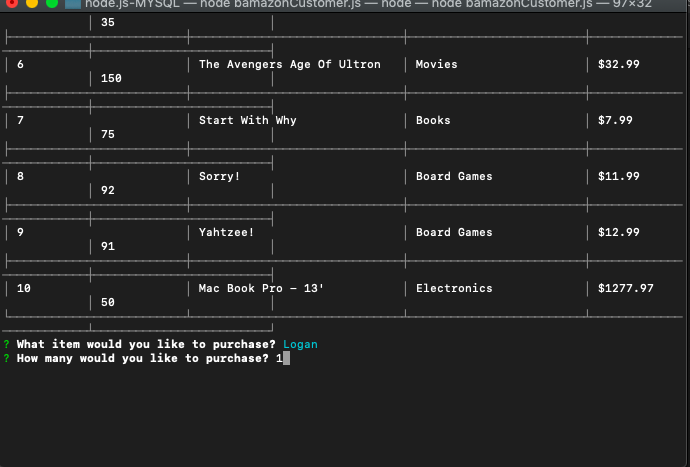 node.js-MYSQL — node bamazonCustomer.js — node — node bamazonCustomer.js — 97×32
35
6 The Avengers Age Of Ultron Movies $32.99
150
7 Start With Why Books $7.99
75
8 Sorry! Board Games $11.99
92
9 Yahtzee! Board Games $12.99
91
10 Mac Book Pro – 13' Electronics $1277.97
50
? What item would you like to purchase? Logan
? How many would you like to purchase? 1